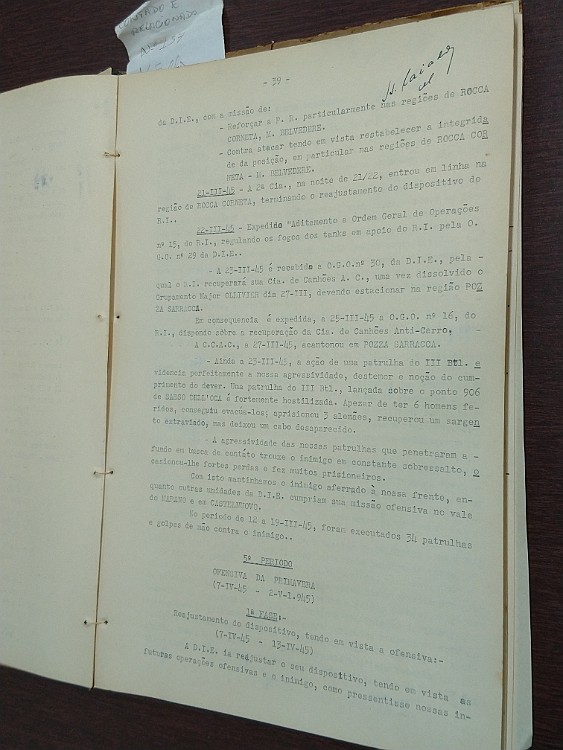 - 39 -
da D.I.E., com a missão de:
- Reforçar a P. D. particularmente nas regiões de ROCCA
CORNETA, M. BELVEDERE.
- Contra atacar tendo em vista restabelecer a integrida
de da posição, em particular nas regiões de ROCCA COR
NETA - M. BELVEDERE.
21-III-45 - A 2ª Cia., na noite de 21/22, entrou em linha na
região de ROCCA CORNETA, terminando o reajustamento do dispositivo do
R.I..
22-III-45 - Expedido "Aditamento a Ordem Geral de Operações
nº 15, do R.I., regulando os fogos dos tanks em apoio do R.I. pela O.
G.O. nº 29 da D.I.E..
- A 23-III-45 é recebida a O.G.O.nº 30, da D.I.E., pela -
qual o R.I. recuperará sua Cia. de Canhões A. C., uma vez dissolvido o
Grupamento Major OLLIVIER dia 27-III, devendo estacionar na região POZ
ZA SARRACCA.
Em consequencia é expedida, a 25-III-45 a O.G.O. nº 16, do
R.I., dispondo sôbre a recuperação da Cia. de Canhões Anti-Carro. -
A C.C.A.C., a 27-III-45, acantonou em POZZA SARRACCA.
- Ainda a 23-III-45, a ação de uma patrulha do III Btl. e
videncia perfeitamente a nossa agressividade, destemor e noção do cum-
primento do dever. Uma patrulha do III Btl., lançada sobre o ponto 906
de SASSO DELL'OCA é fortemente hostilizada. Apezar de ter 6 homens fe-
ridos, conseguiu evacuá-los; aprisionou 3 alemães, recuperou um sargen
to extraviado, mas deixou um cabo desaparecido.
- A agressividade das nossas patrulhas que penetraram a -
fundo em busca de contáto trouxe o inimigo em constante sobressalto, o
casionou-lhe fortes perdas e fez muitos prisioneiros.
Com isto mantinhamos o inimigo aferrado à nossa frente, en-
quanto outras unidades da D.I.E. cumpriam sua missão ofensiva no vale
do MARANO e em CASTELNUOVO.
No periodo de 12 a 19-III-45, foram executados 34 patrulhas
e golpes de mão contra o inimigo..
5º PERIODO
OFENSIVA DA PRIMAVERA
(7-IV-45 - 2-V-1.945)
1ª FASE:-
Reajustamento do dispositivo, tendo em vista a ofensiva:-
(7-IV-45 - 13-IV-45)
A D.I.E. ia reajustar o seu dispositivo, tendo em vista as
futuras operações ofensivas e o inimigo, como pressentisse nossas in-